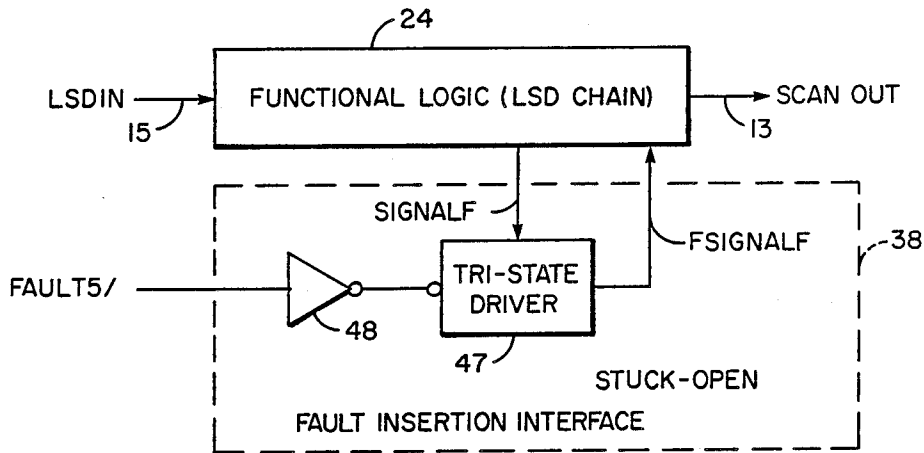 24
LSDIN
FUNCTIONAL LOGIC (LSD CHAIN)
SCAN OUT
15
13
SIGNALF
FSIGNALF
38
FAULT5/
TRI-STATE
DRIVER
48
47
STUCK-OPEN
FAULT INSERTION INTERFACE